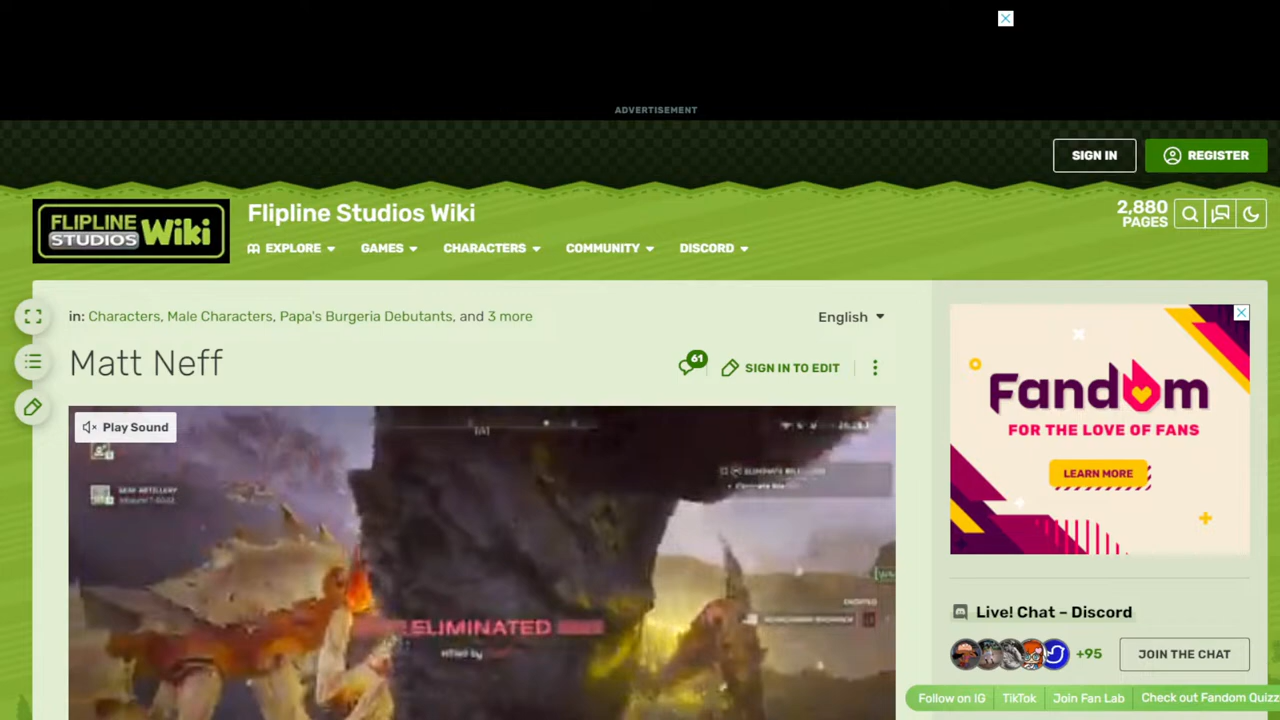 ADVERTISEMENT
SIGN IN
REGISTER
FLIPLINE
STUDIOS
Wiki
Flipline Studios Wiki
2,880
PAGES
EXPLORE
GAMES
CHARACTERS
COMMUNITY
DISCORD
in: Characters, Male Characters, Papa's Burgeria Debutants, and 3 more
English
Matt Neff
61
SIGN IN TO EDIT
Play Sound
ELIMINATED
Fandom
FOR THE LOVE OF FANS
LEARN MORE
Live! Chat – Discord
+95
JOIN THE CHAT
Follow on IG
TikTok
Join Fan Lab
Check out Fandom Quizz